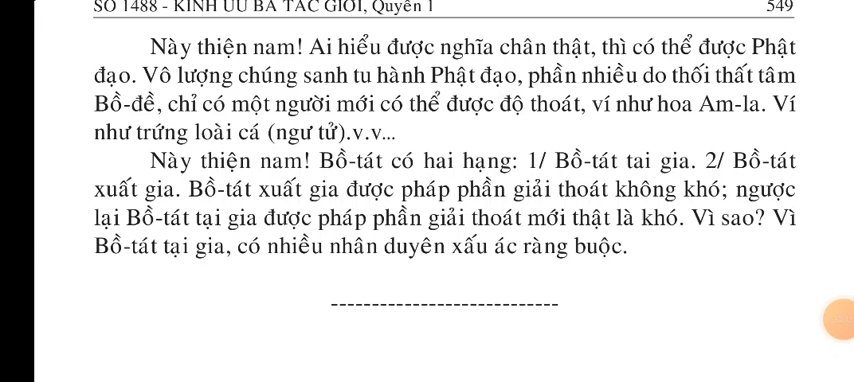 SỐ 1488 - KINH ƯU BÀ TẮC GIỚI, Quyển 1 549
Này thiện nam! Ai hiểu được nghĩa chân thật, thì có thể được Phật
đạo. Vô lượng chúng sanh tu hành Phật đạo, phần nhiều do thối thất tâm
Bồ-đề, chỉ có một người mới có thể được độ thoát, ví như hoa Am-la. Ví
như trứng loài cá (ngư tử).v.v...
Này thiện nam! Bồ-tát có hai hạng: 1/ Bồ-tát tai gia. 2/ Bồ-tát
xuất gia. Bồ-tát xuất gia được pháp phần giải thoát không khó; ngược
lại Bồ-tát tại gia được pháp phần giải thoát mới thật là khó. Vì sao? Vì
Bồ-tát tại gia, có nhiều nhân duyên xấu ác ràng buộc.